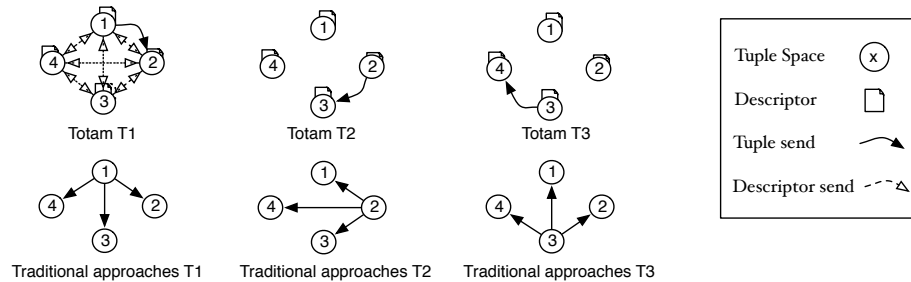 1
4
2
3
Totam T1
1
4
2
3
Totam T2
1
4
2
3
Totam T3
1
4
2
3
Traditional approaches T1
1
4
2
3
Traditional approaches T2
1
4
2
3
Traditional approaches T3
Tuple Space x
Descriptor
Tuple send
Descriptor send